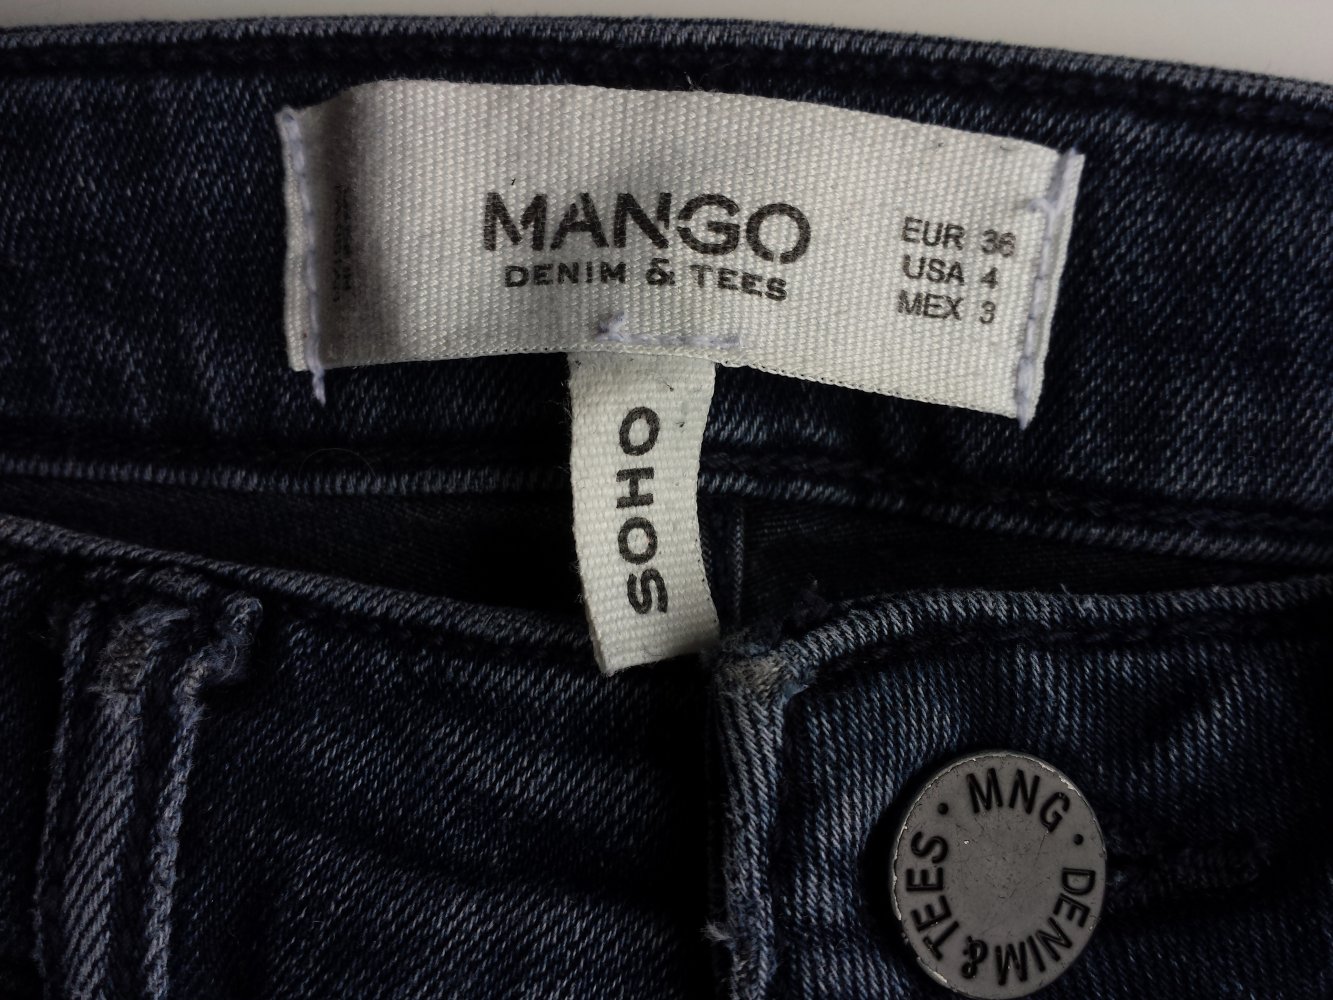 MANGO
DENIM & TEES
EUR 36
USA 4
MEX 3
SOHO
MNG · DENIM & TEES ·